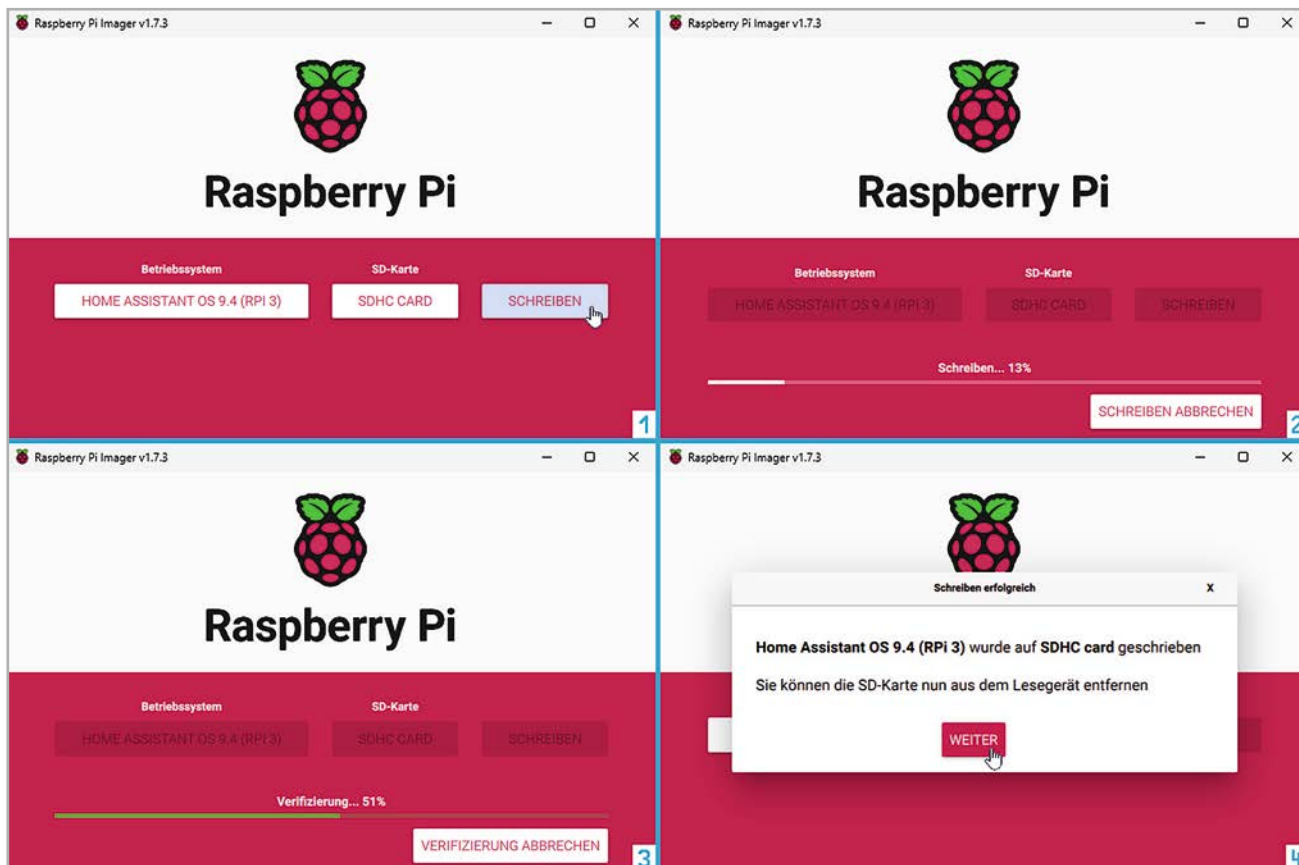 Raspberry Pi Imager v1.7.3
Raspberry Pi
Betriebssystem SD-Karte
HOME ASSISTANT OS 9.4 (RPI 3) SDHC CARD SCHREIBEN
1
Raspberry Pi Imager v1.7.3
Raspberry Pi
Betriebssystem SD-Karte
HOME ASSISTANT OS 9.4 (RPI 3) SDHC CARD SCHREIBEN
Schreiben... 13%
SCHREIBEN ABBRECHEN
2
Raspberry Pi Imager v1.7.3
Raspberry Pi
Betriebssystem SD-Karte
HOME ASSISTANT OS 9.4 (RPI 3) SDHC CARD SCHREIBEN
Verifizierung... 51%
VERIFIZIERUNG ABBRECHEN
3
Raspberry Pi Imager v1.7.3
Schreiben erfolgreich X
Home Assistant OS 9.4 (RPi 3) wurde auf SDHC card geschrieben
Sie können die SD-Karte nun aus dem Lesegerät entfernen
WEITER
4